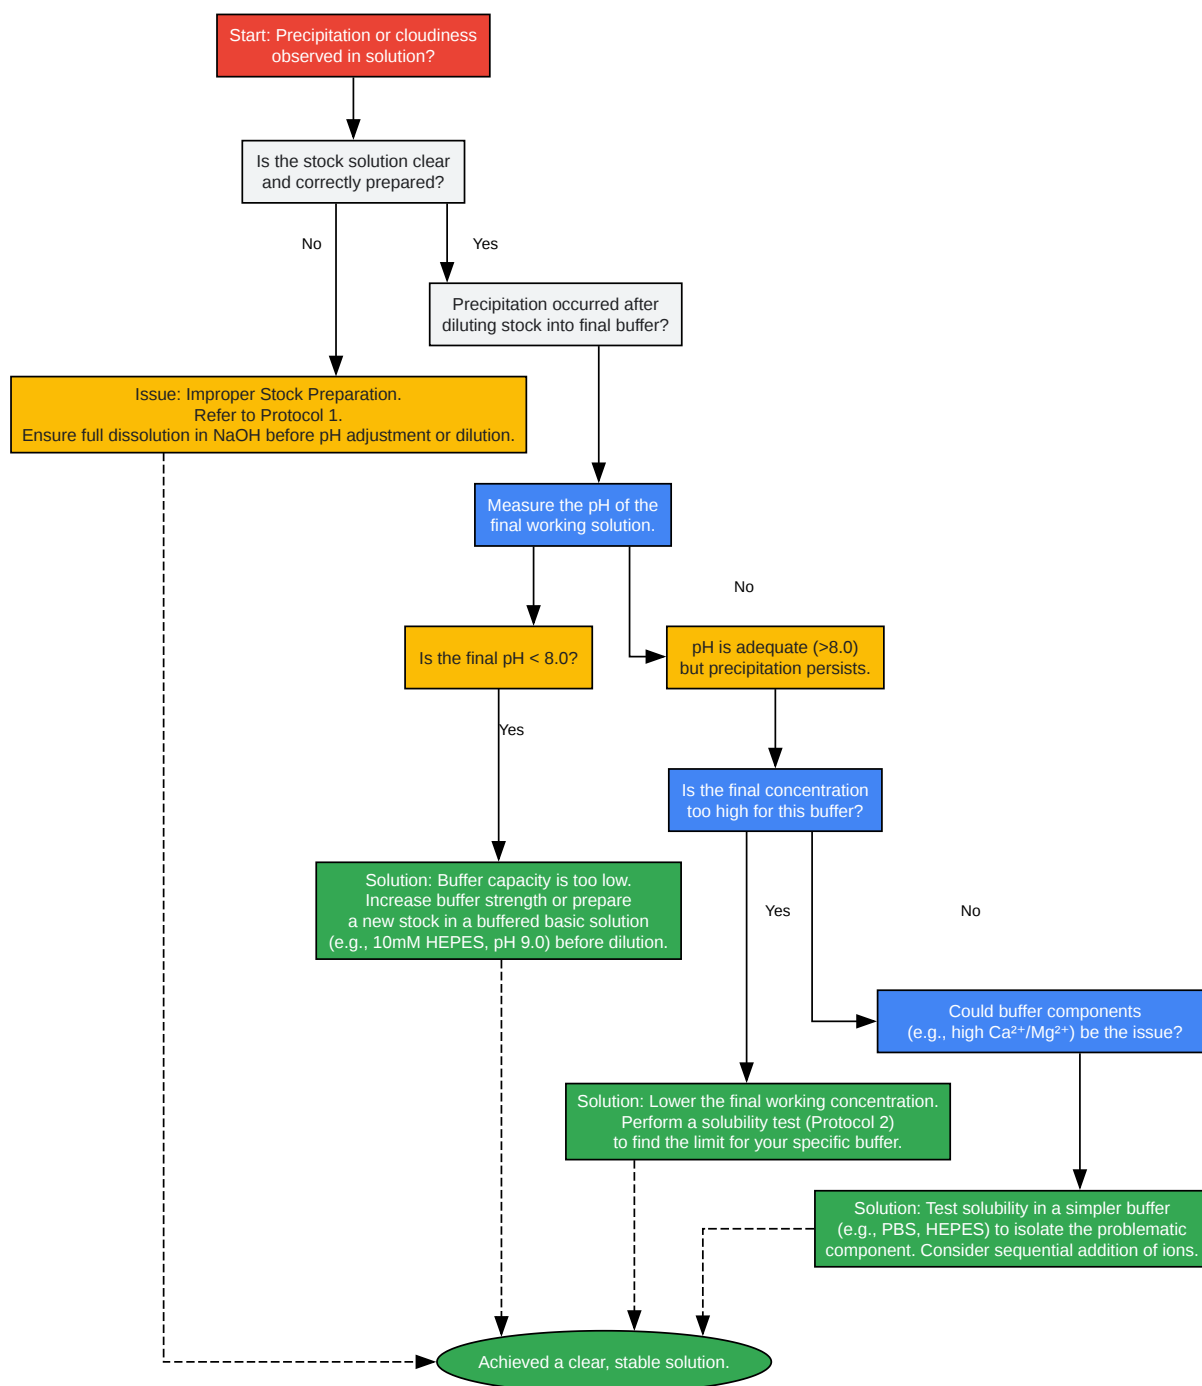 Start: Precipitation or cloudiness
observed in solution?
Is the stock solution clear
and correctly prepared?
No
Yes
Precipitation occurred after
diluting stock into final buffer?
Issue: Improper Stock Preparation.
Refer to Protocol 1.
Ensure full dissolution in NaOH before pH adjustment or dilution.
Measure the pH of the
final working solution.
No
Is the final pH < 8.0?
pH is adequate (>8.0)
but precipitation persists.
Yes
Is the final concentration
too high for this buffer?
Solution: Buffer capacity is too low.
Increase buffer strength or prepare
a new stock in a buffered basic solution
(e.g., 10mM HEPES, pH 9.0) before dilution.
Yes
No
Could buffer components
(e.g., high Ca²⁺/Mg²⁺) be the issue?
Solution: Lower the final working concentration.
Perform a solubility test (Protocol 2)
to find the limit for your specific buffer.
Solution: Test solubility in a simpler buffer
(e.g., PBS, HEPES) to isolate the problematic
component. Consider sequential addition of ions.
Achieved a clear, stable solution.